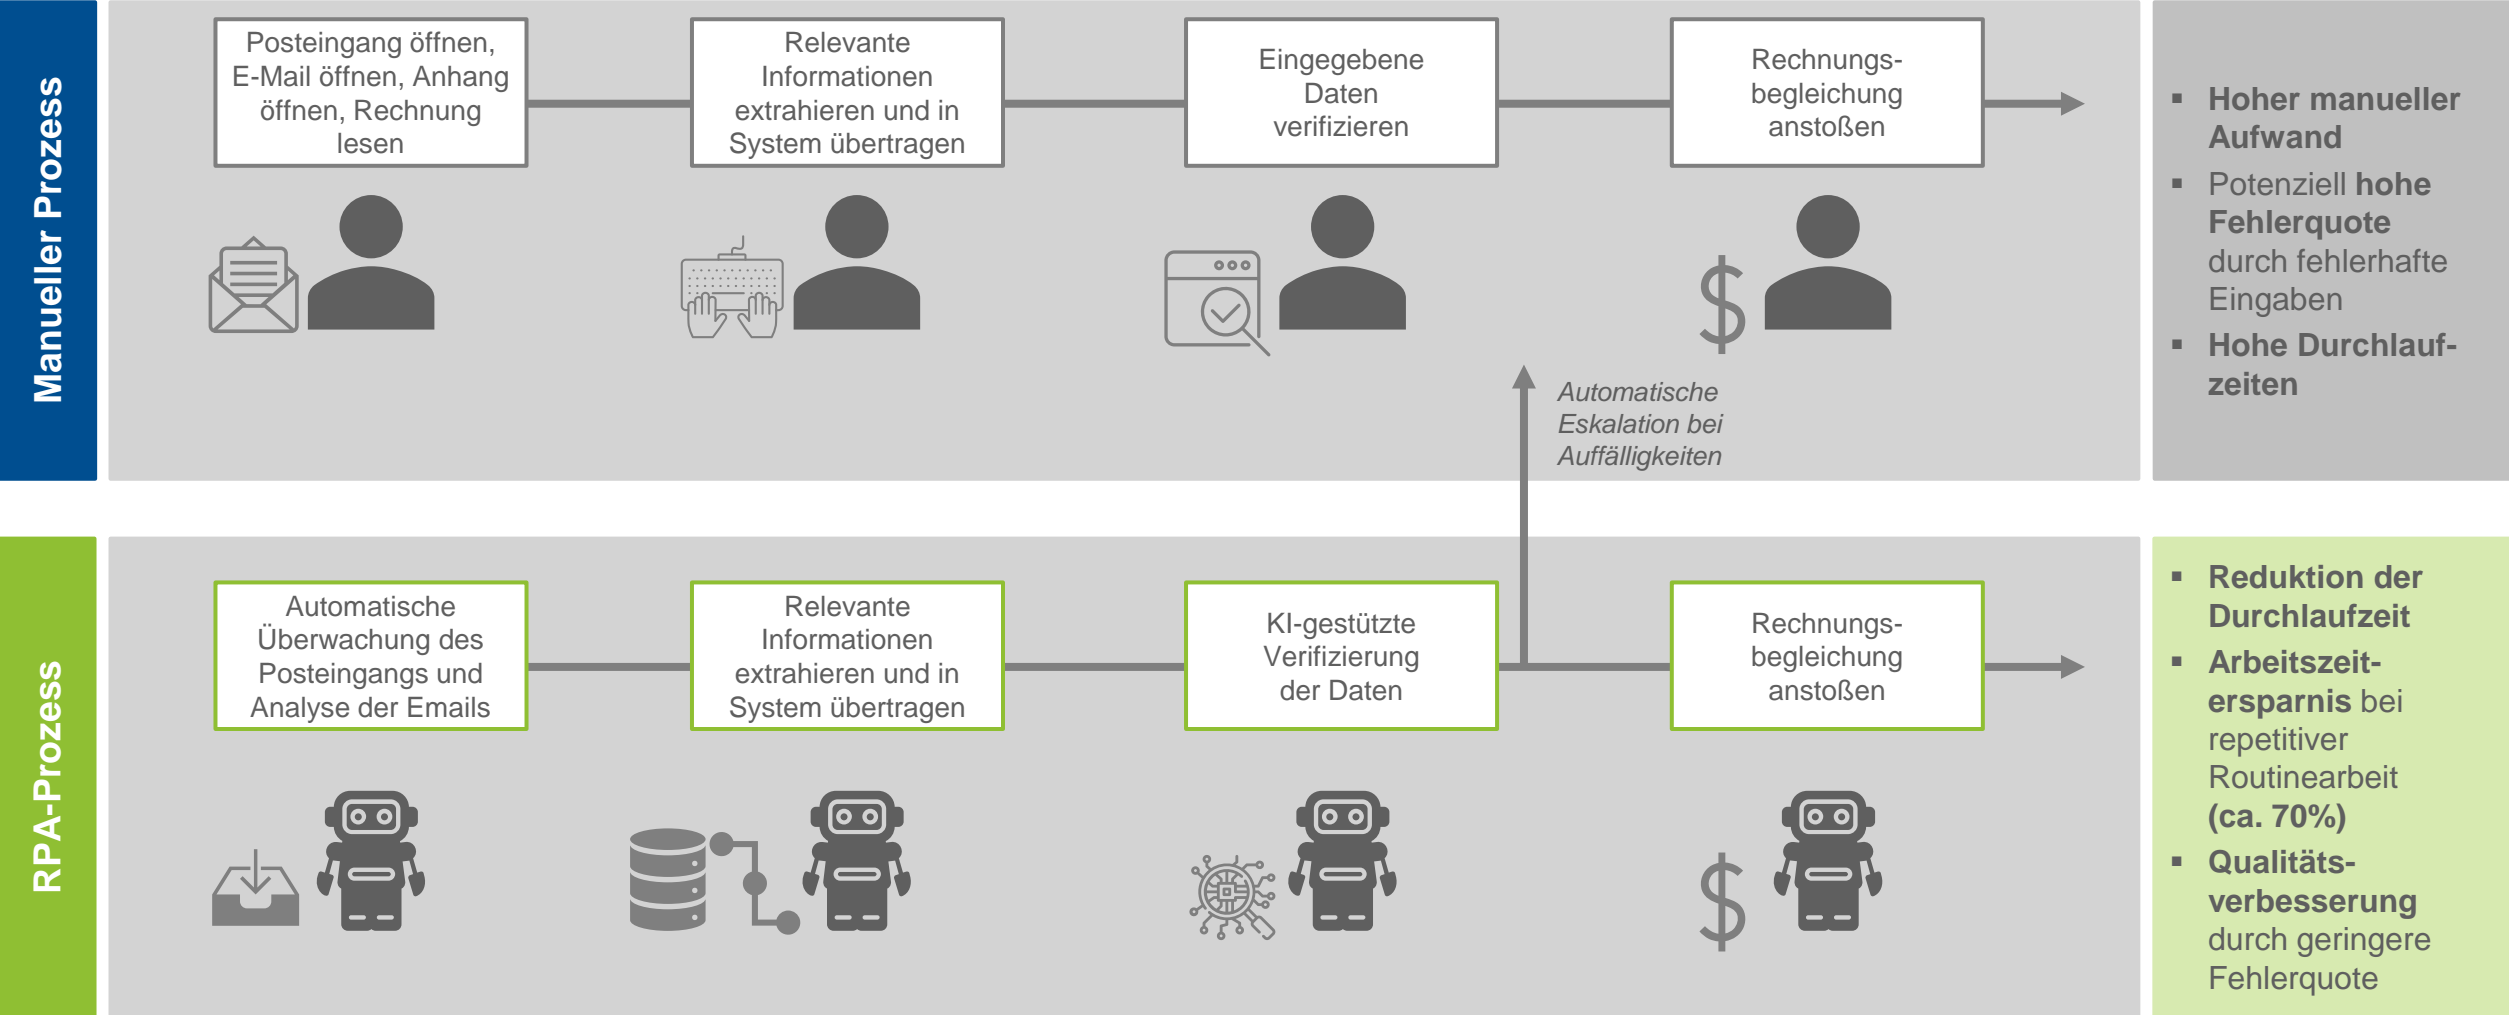 Manueller Prozess
Posteingang öffnen,
E-Mail öffnen, Anhang
öffnen, Rechnung
lesen
Relevante
Informationen
extrahieren und in
System übertragen
Eingegebene
Daten
verifizieren
Rechnungs-
begleichung
anstoßen
▪ Hoher manueller
Aufwand
▪ Potenziell hohe
Fehlerquote
durch fehlerhafte
Eingaben
▪ Hohe Durchlauf-
zeiten
Automatische
Eskalation bei
Auffälligkeiten
RPA-Prozess
Automatische
Überwachung des
Posteingangs und
Analyse der Emails
Relevante
Informationen
extrahieren und in
System übertragen
KI-gestützte
Verifizierung
der Daten
Rechnungs-
begleichung
anstoßen
▪ Reduktion der
Durchlaufzeit
▪ Arbeitszeit-
ersparnis bei
repetitiver
Routinearbeit
(ca. 70%)
▪ Qualitäts-
verbesserung
durch geringere
Fehlerquote